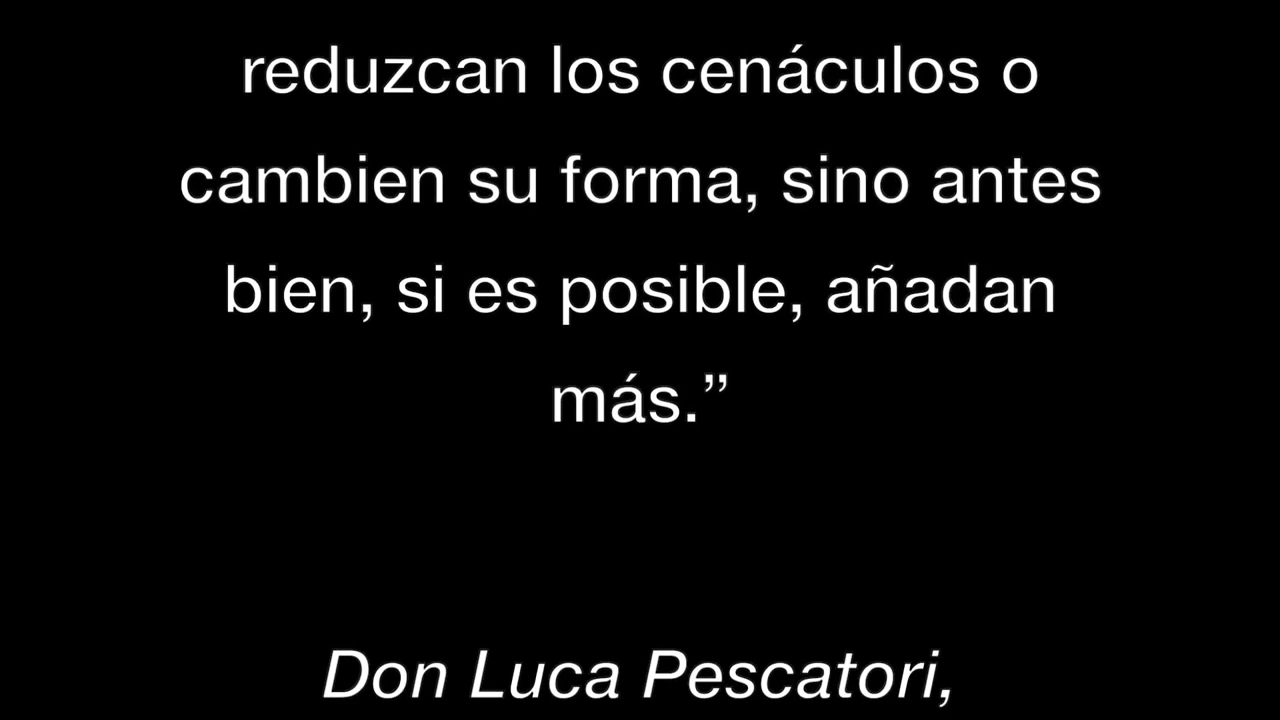 reduzcan los cenáculos o
cambien su forma, sino antes
bien, si es posible, añadan
más.”
Don Luca Pescatori,